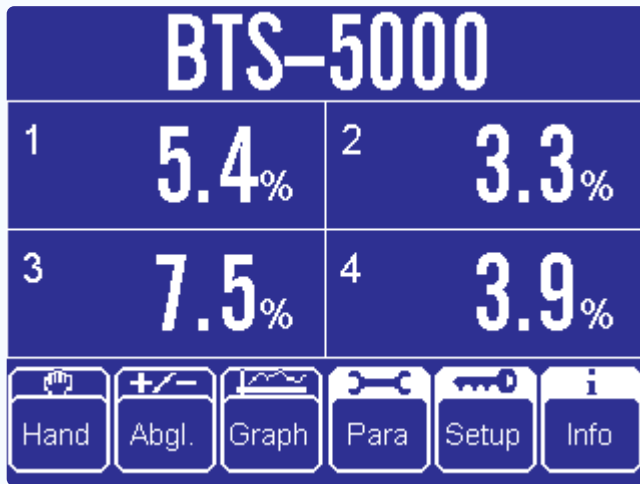 BTS-5000
1 5.4% 2 3.3%
3 7.5% 4 3.9%
+/- i
Hand Abgl. Graph Para Setup Info